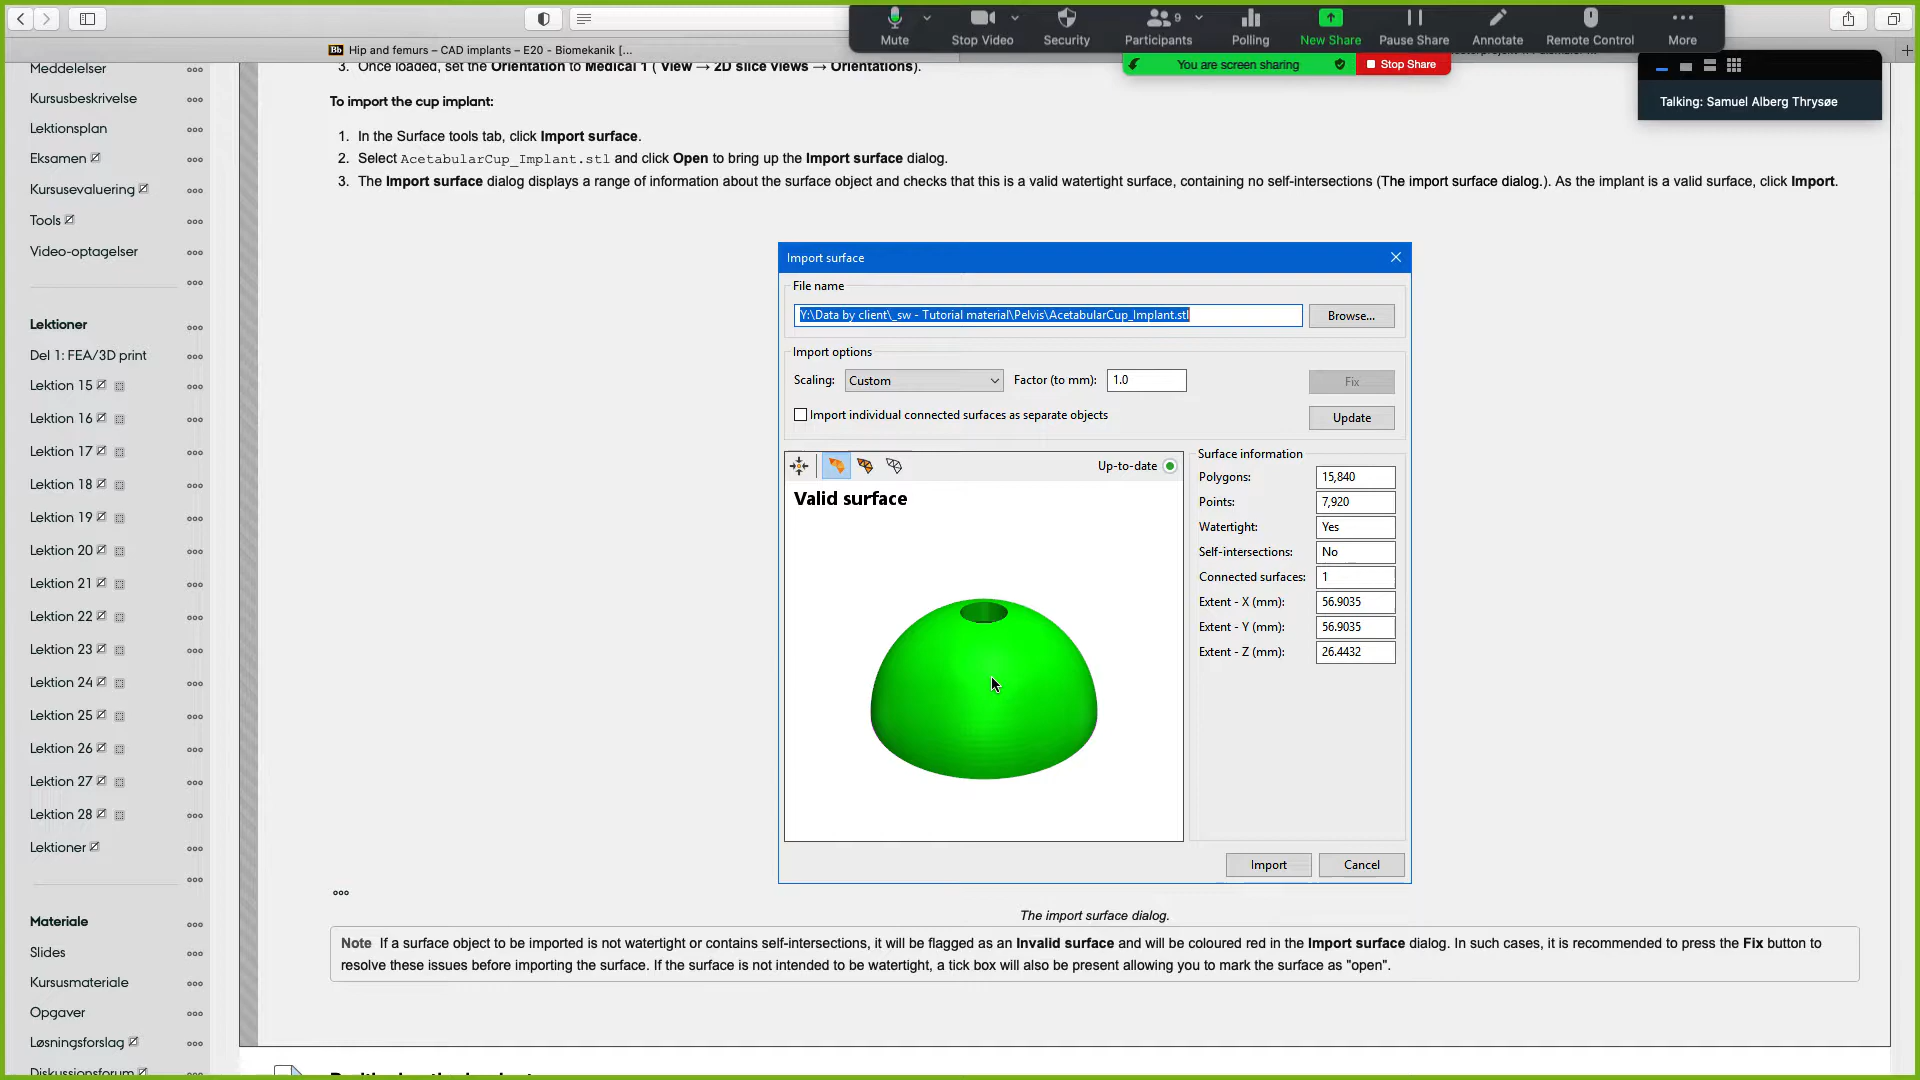 Mute
Stop Video
Security
Participants
9
Polling
New Share
Pause Share
Annotate
Remote Control
More
Bb Hip and femurs – CAD implants – E20 - Biomekanik [...
You are screen sharing
Stop Share
Talking: Samuel Alberg Thrysøe
Meddelelser
Kursusbeskrivelse
Lektionsplan
Eksamen
Kursusevaluering
Tools
Video-optagelser
Lektioner
Del 1: FEA/3D print
Lektion 15
Lektion 16
Lektion 17
Lektion 18
Lektion 19
Lektion 20
Lektion 21
Lektion 22
Lektion 23
Lektion 24
Lektion 25
Lektion 26
Lektion 27
Lektion 28
Lektioner
Materiale
Slides
Kursusmateriale
Opgaver
Løsningsforslag
Diskussionsforum
3. Once loaded, set the Orientation to Medical 1 ( View → 2D slice views → Orientations).
To import the cup implant:
1. In the Surface tools tab, click Import surface.
2. Select AcetabularCup_Implant.stl and click Open to bring up the Import surface dialog.
3. The Import surface dialog displays a range of information about the surface object and checks that this is a valid watertight surface, containing no self-intersections (The import surface dialog.). As the implant is a valid surface, click Import.
Import surface
File name
Y:\Data by client\_sw - Tutorial material\Pelvis\AcetabularCup_Implant.stl
Browse...
Import options
Scaling: Custom Factor (to mm): 1.0
Fix
Import individual connected surfaces as separate objects
Update
Up-to-date
Valid surface
Surface information
Polygons: 15,840
Points: 7,920
Watertight: Yes
Self-intersections: No
Connected surfaces: 1
Extent - X (mm): 56.9035
Extent - Y (mm): 56.9035
Extent - Z (mm): 26.4432
Import
Cancel
The import surface dialog.
Note If a surface object to be imported is not watertight or contains self-intersections, it will be flagged as an Invalid surface and will be coloured red in the Import surface dialog. In such cases, it is recommended to press the Fix button to
resolve these issues before importing the surface. If the surface is not intended to be watertight, a tick box will also be present allowing you to mark the surface as "open".